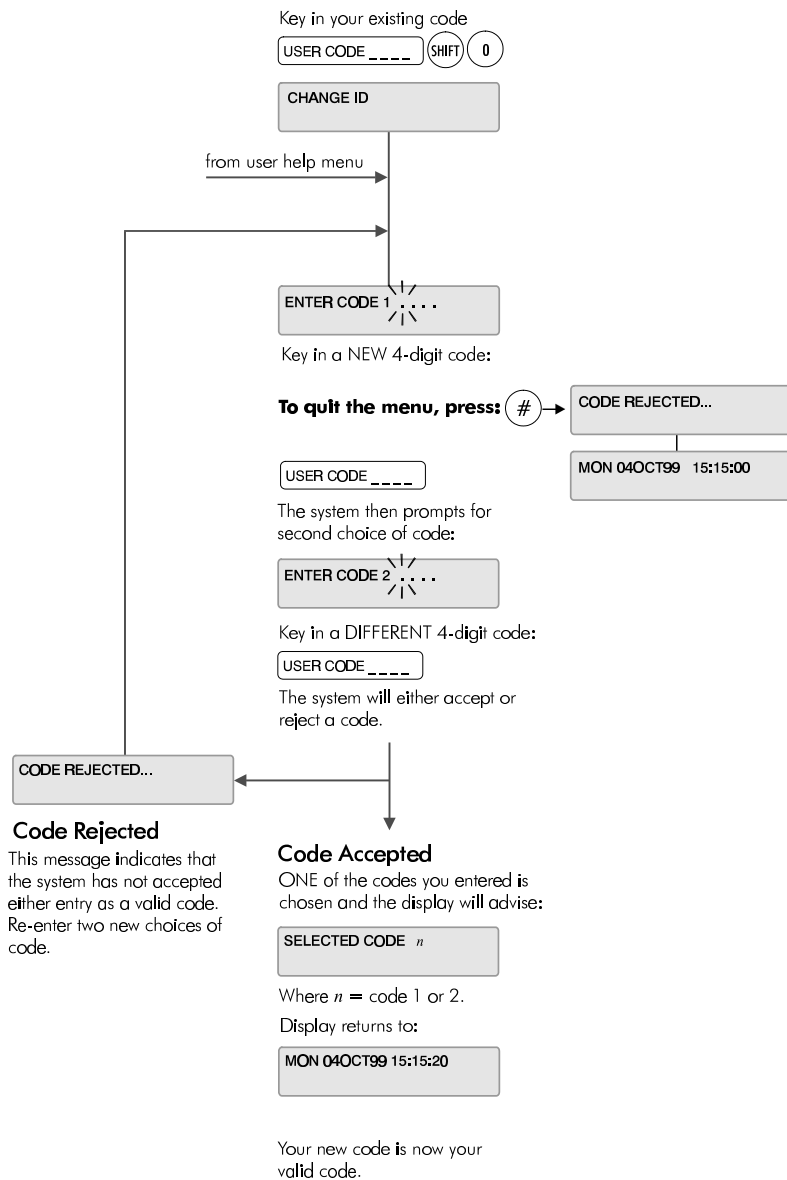 Key in your existing code
USER CODE _ _ _ _ SHIFT 0
CHANGE ID
from user help menu
ENTER CODE 1 . . . .
Key in a NEW 4-digit code:
To quit the menu, press: #
CODE REJECTED...
MON 04OCT99 15:15:00
USER CODE _ _ _ _
The system then prompts for
second choice of code:
ENTER CODE 2 . . . .
Key in a DIFFERENT 4-digit code:
USER CODE _ _ _ _
The system will either accept or
reject a code.
CODE REJECTED...
Code Rejected
This message indicates that
the system has not accepted
either entry as a valid code.
Re-enter two new choices of
code.
Code Accepted
ONE of the codes you entered is
chosen and the display will advise:
SELECTED CODE n
Where n = code 1 or 2.
Display returns to:
MON 04OCT99 15:15:20
Your new code is now your
valid code.